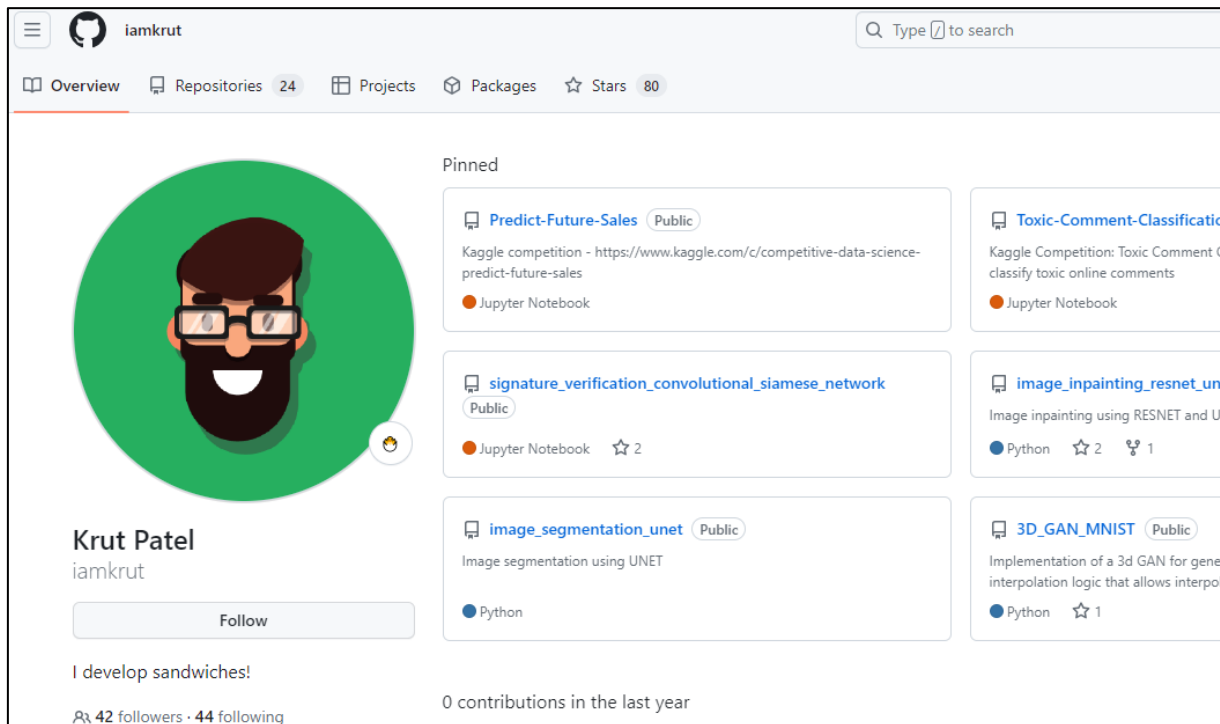 iamkrut
Type / to search
Overview Repositories 24 Projects Packages Stars 80
Pinned
Predict-Future-Sales Public
Kaggle competition - https://www.kaggle.com/c/competitive-data-science-
predict-future-sales
Jupyter Notebook
Toxic-Comment-Classificatio
Kaggle Competition: Toxic Comment
classify toxic online comments
Jupyter Notebook
signature_verification_convolutional_siamese_network
Public
Jupyter Notebook 2
image_inpainting_resnet_un
Image inpainting using RESNET and U
Python 2 1
image_segmentation_unet Public
Image segmentation using UNET
Python
3D_GAN_MNIST Public
Implementation of a 3d GAN for gene
interpolation logic that allows interpo
Python 1
Krut Patel
iamkrut
Follow
I develop sandwiches!
42 followers · 44 following
0 contributions in the last year